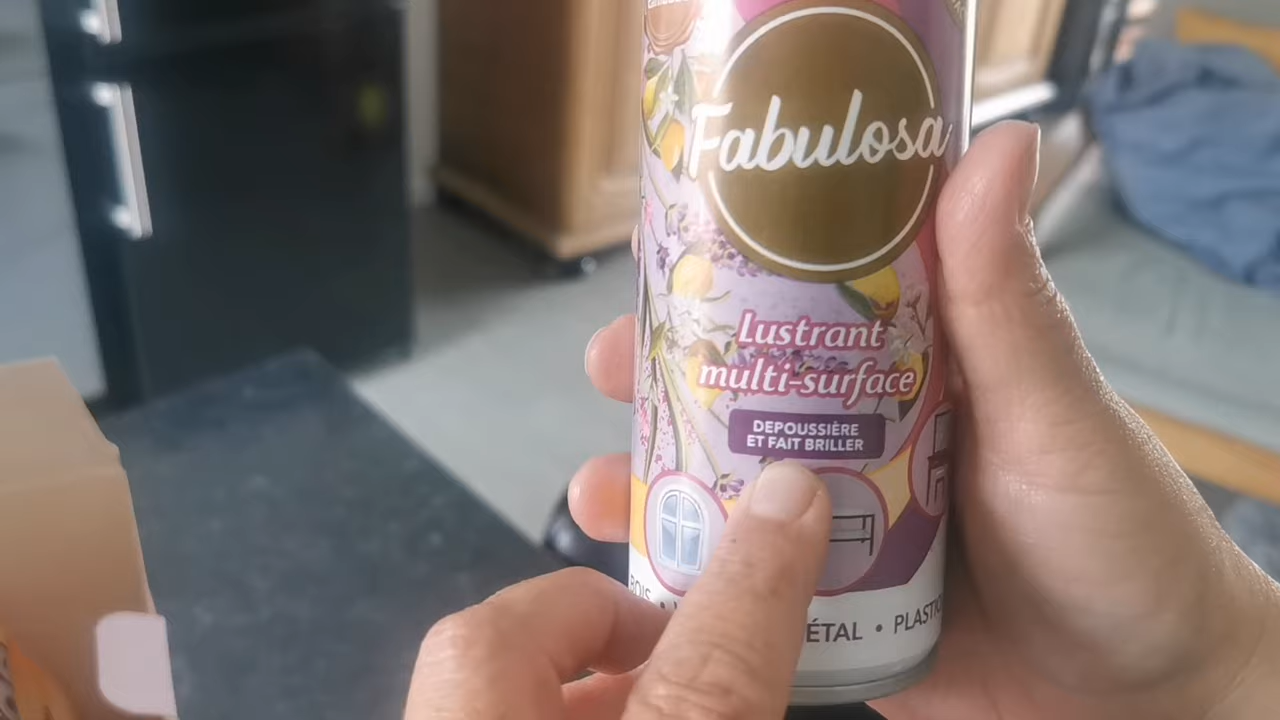 Fabulosa
Lustrant
multi-surface
DEPOUSSIÈRE
ET FAIT BRILLER
BOIS •
ÉTAL • PLASTI